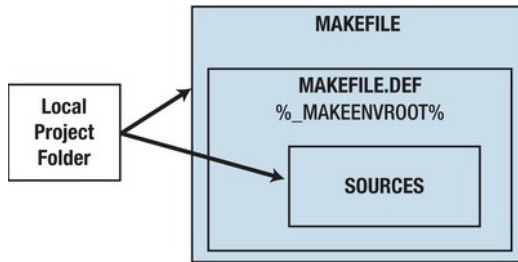 MAKEFILE
MAKEFILE.DEF
%_MAKEENVROOT%
Local
Project
Folder
SOURCES